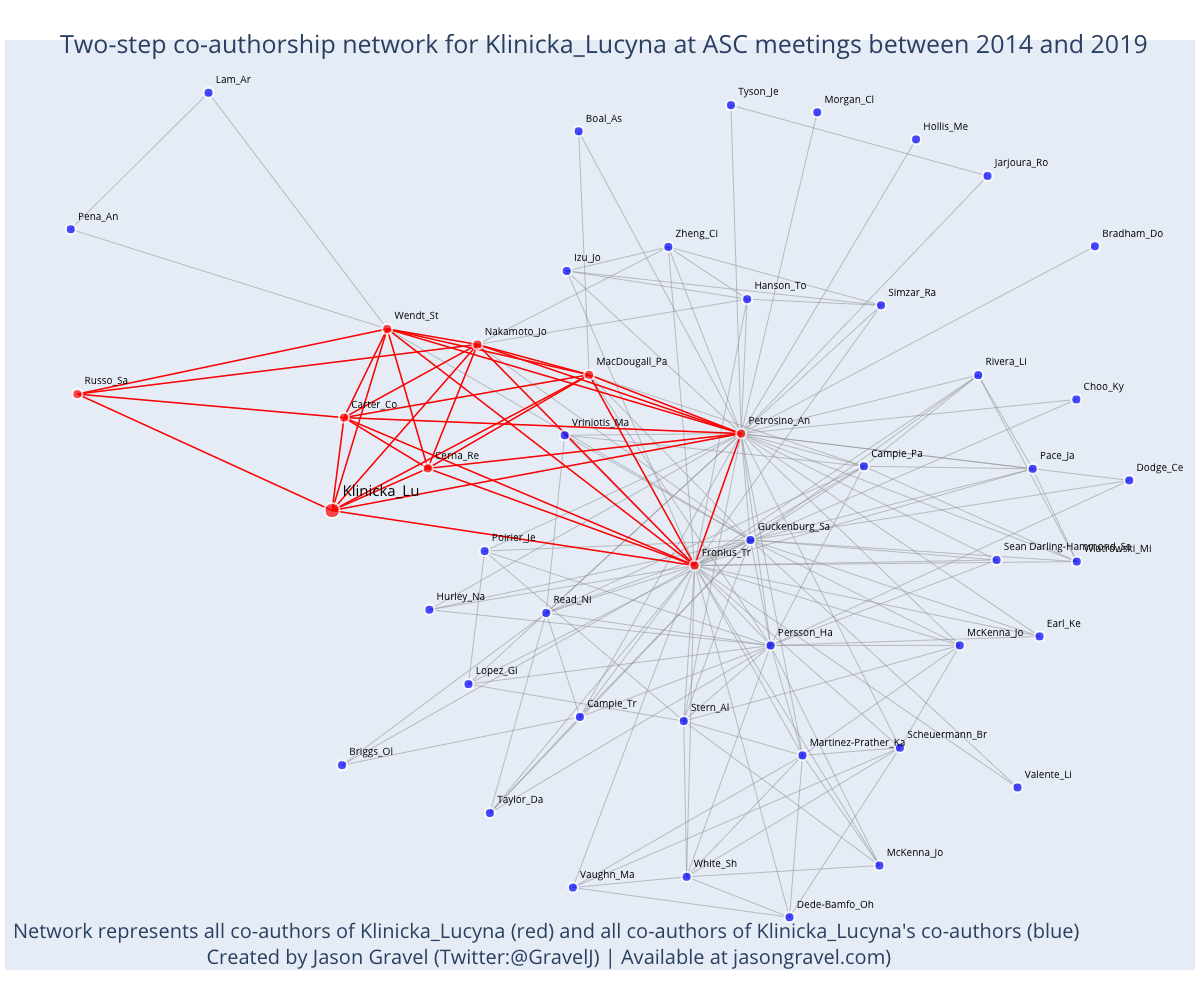 Two-step co-authorship network for Klinicka_Lucyna at ASC meetings between 2014 and 2019
Lam_Ar
Tyson_Je
Morgan_Cl
Boal_As
Hollis_Me
Jarjoura_Ro
Pena_An
Zheng_Ci
Bradham_Do
Izu_Jo
Hanson_To
Simzar_Ra
Wendt_St
Nakamoto_Jo
MacDougall_Pa
Rivera_Li
Russo_Sa
Choo_Ky
Carter_Co
Vriniotis_Ma
Petrosino_An
Cerna_Re
Campie_Pa
Pace_Ja
Dodge_Ce
Klinicka_Lu
Guckenburg_Sa
Poirier_Je
Fronius_Tr
Sean Darling-Hammond_Se
Wiatrowski_Mi
Hurley_Na
Read_Ni
Earl_Ke
Persson_Ha
McKenna_Jo
Lopez_Gi
Campie_Tr
Stern_Al
Briggs_Ol
Martinez-Prather_Ka
Scheuermann_Br
Valente_Li
Taylor_Da
McKenna_Jo
Vaughn_Ma
White_Sh
Dede-Bamfo_Oh
Network represents all co-authors of Klinicka_Lucyna (red) and all co-authors of Klinicka_Lucyna's co-authors (blue)
Created by Jason Gravel (Twitter:@GravelJ) | Available at jasongravel.com)